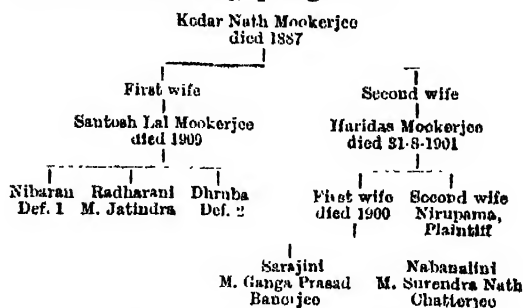 Kedar Nath Mookerjee
died 1887
First wife
Second wife
Santosh Lal Mookerjee
died 1909
Haridas Mookerjee
died 31-8-1901
Nibaran Radharani Dhruba
Def. 1 M. Jatindra Def. 2
First wife Second wife
died 1900 Nirupama,
Plaintiff
Sarajini Nabanalini
M. Ganga Prasad M. Surendra Nath
Banerjee Chatterjee